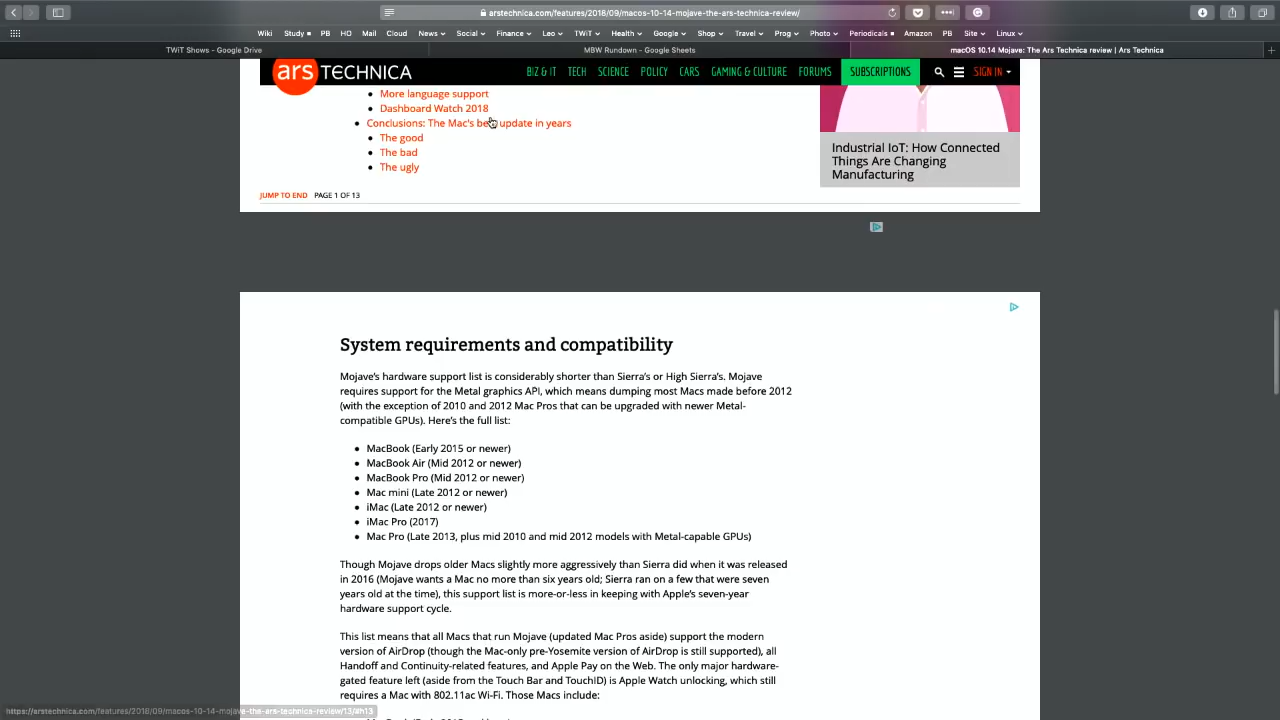 arstechnica.com/features/2018/09/macos-10-14-mojave-the-ars-technica-review/
Wiki Study PB HD Mail Cloud News Social Finance Leo TWiT Health Google Shop Travel Prog Photo Periodicals Amazon PB Site Linux
TWiT Shows - Google Drive
MBW Rundown - Google Sheets
macOS 10.14 Mojave: The Ars Technica review | Ars Technica
ars TECHNICA
BIZ & IT TECH SCIENCE POLICY CARS GAMING & CULTURE FORUMS SUBSCRIPTIONS SIGN IN
More language support
Dashboard Watch 2018
Conclusions: The Mac's best update in years
The good
The bad
The ugly
JUMP TO END PAGE 1 OF 13
Industrial IoT: How Connected
Things Are Changing
Manufacturing
System requirements and compatibility
Mojave's hardware support list is considerably shorter than Sierra's or High Sierra's. Mojave
requires support for the Metal graphics API, which means dumping most Macs made before 2012
(with the exception of 2010 and 2012 Mac Pros that can be upgraded with newer Metal-
compatible GPUs). Here's the full list:
MacBook (Early 2015 or newer)
MacBook Air (Mid 2012 or newer)
MacBook Pro (Mid 2012 or newer)
Mac mini (Late 2012 or newer)
iMac (Late 2012 or newer)
iMac Pro (2017)
Mac Pro (Late 2013, plus mid 2010 and mid 2012 models with Metal-capable GPUs)
Though Mojave drops older Macs slightly more aggressively than Sierra did when it was released
in 2016 (Mojave wants a Mac no more than six years old; Sierra ran on a few that were seven
years old at the time), this support list is more-or-less in keeping with Apple's seven-year
hardware support cycle.
This list means that all Macs that run Mojave (updated Mac Pros aside) support the modern
version of AirDrop (though the Mac-only pre-Yosemite version of AirDrop is still supported), all
Handoff and Continuity-related features, and Apple Pay on the Web. The only major hardware-
gated feature left (aside from the Touch Bar and TouchID) is Apple Watch unlocking, which still
requires a Mac with 802.11ac Wi-Fi. Those Macs include:
https://arstechnica.com/features/2018/09/macos-10-14-mojave-the-ars-technica-review/13/#h13